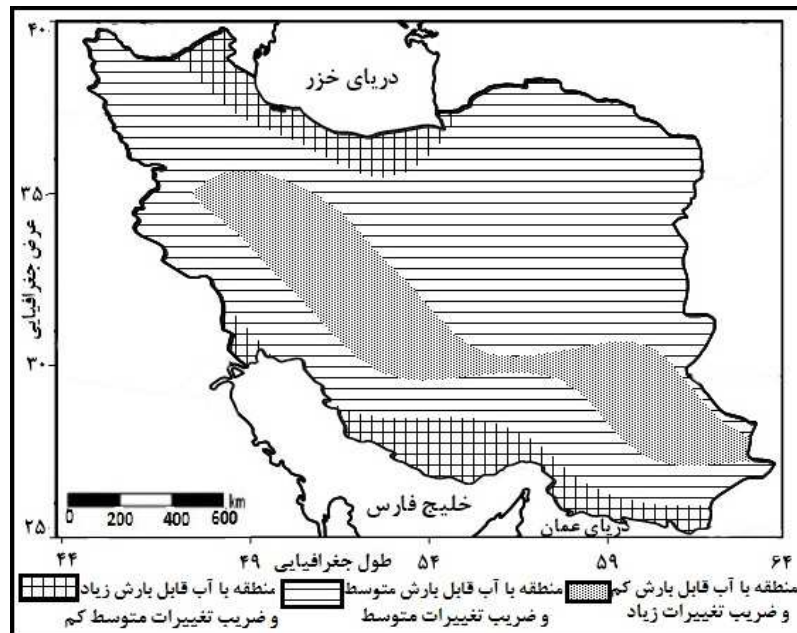 ۴۰
دریای خزر
۳۵
عرض جغرافیایی
۳۰
km
0 200 400 600
خلیج فارس
دریای عمان
۲۵
۴۴ ۴۹ ۵۴ ۵۹ ۶۴
طول جغرافیایی
منطقه با آب قابل بارش کم
و ضریب تغییرات زیاد
منطقه با آب قابل بارش متوسط
و ضریب تغییرات متوسط
منطقه با آب قابل بارش زیاد
و ضریب تغییرات متوسط کم